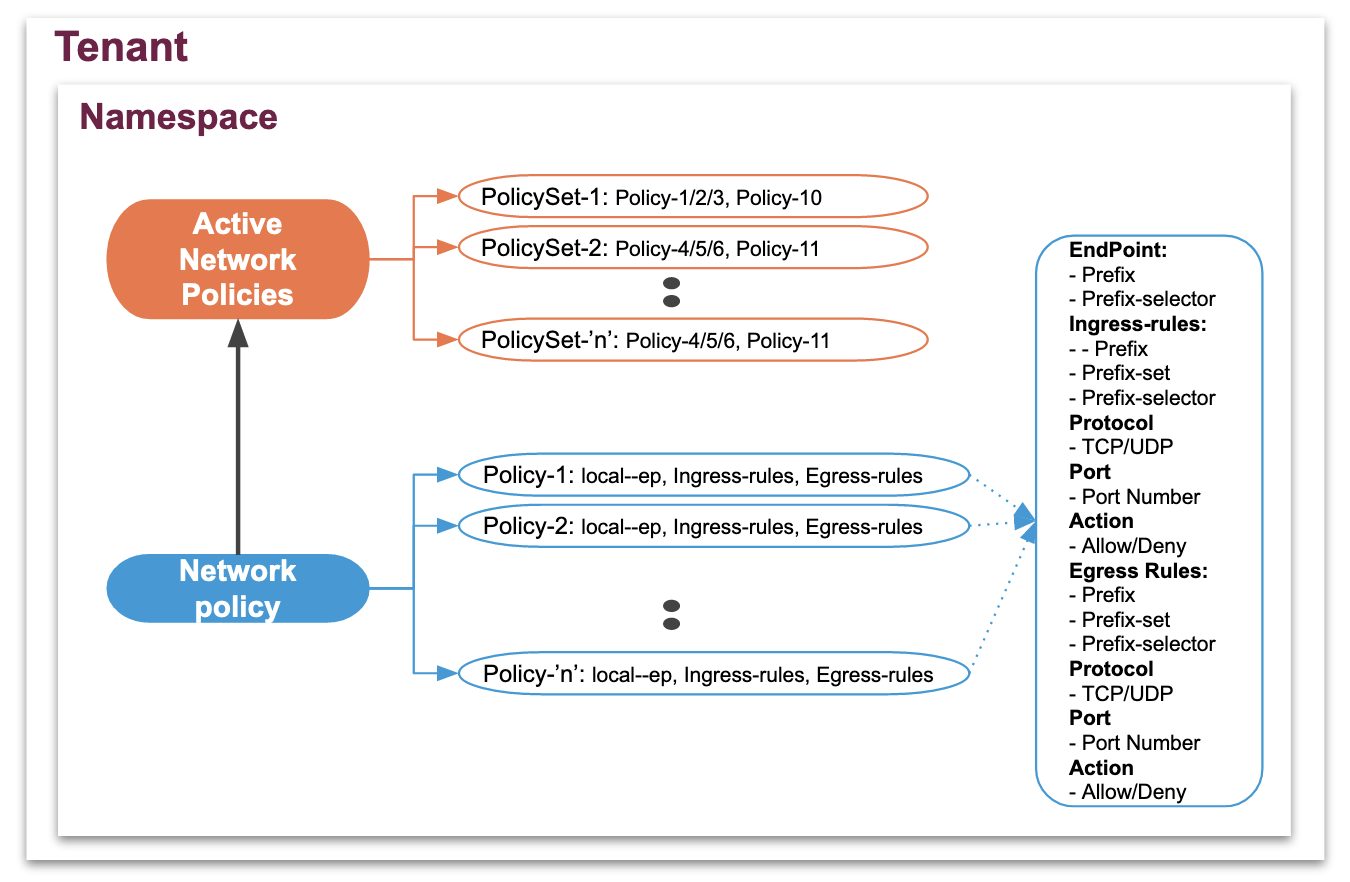 Tenant
Namespace
Active
Network
Policies
PolicySet-1: Policy-1/2/3, Policy-10
PolicySet-2: Policy-4/5/6, Policy-11
PolicySet-’n’: Policy-4/5/6, Policy-11
Network
policy
Policy-1: local--ep, Ingress-rules, Egress-rules
Policy-2: local--ep, Ingress-rules, Egress-rules
Policy-’n’: local--ep, Ingress-rules, Egress-rules
EndPoint:
- Prefix
- Prefix-selector
Ingress-rules:
- - Prefix
- Prefix-set
- Prefix-selector
Protocol
- TCP/UDP
Port
- Port Number
Action
- Allow/Deny
Egress Rules:
- Prefix
- Prefix-set
- Prefix-selector
Protocol
- TCP/UDP
Port
- Port Number
Action
- Allow/Deny